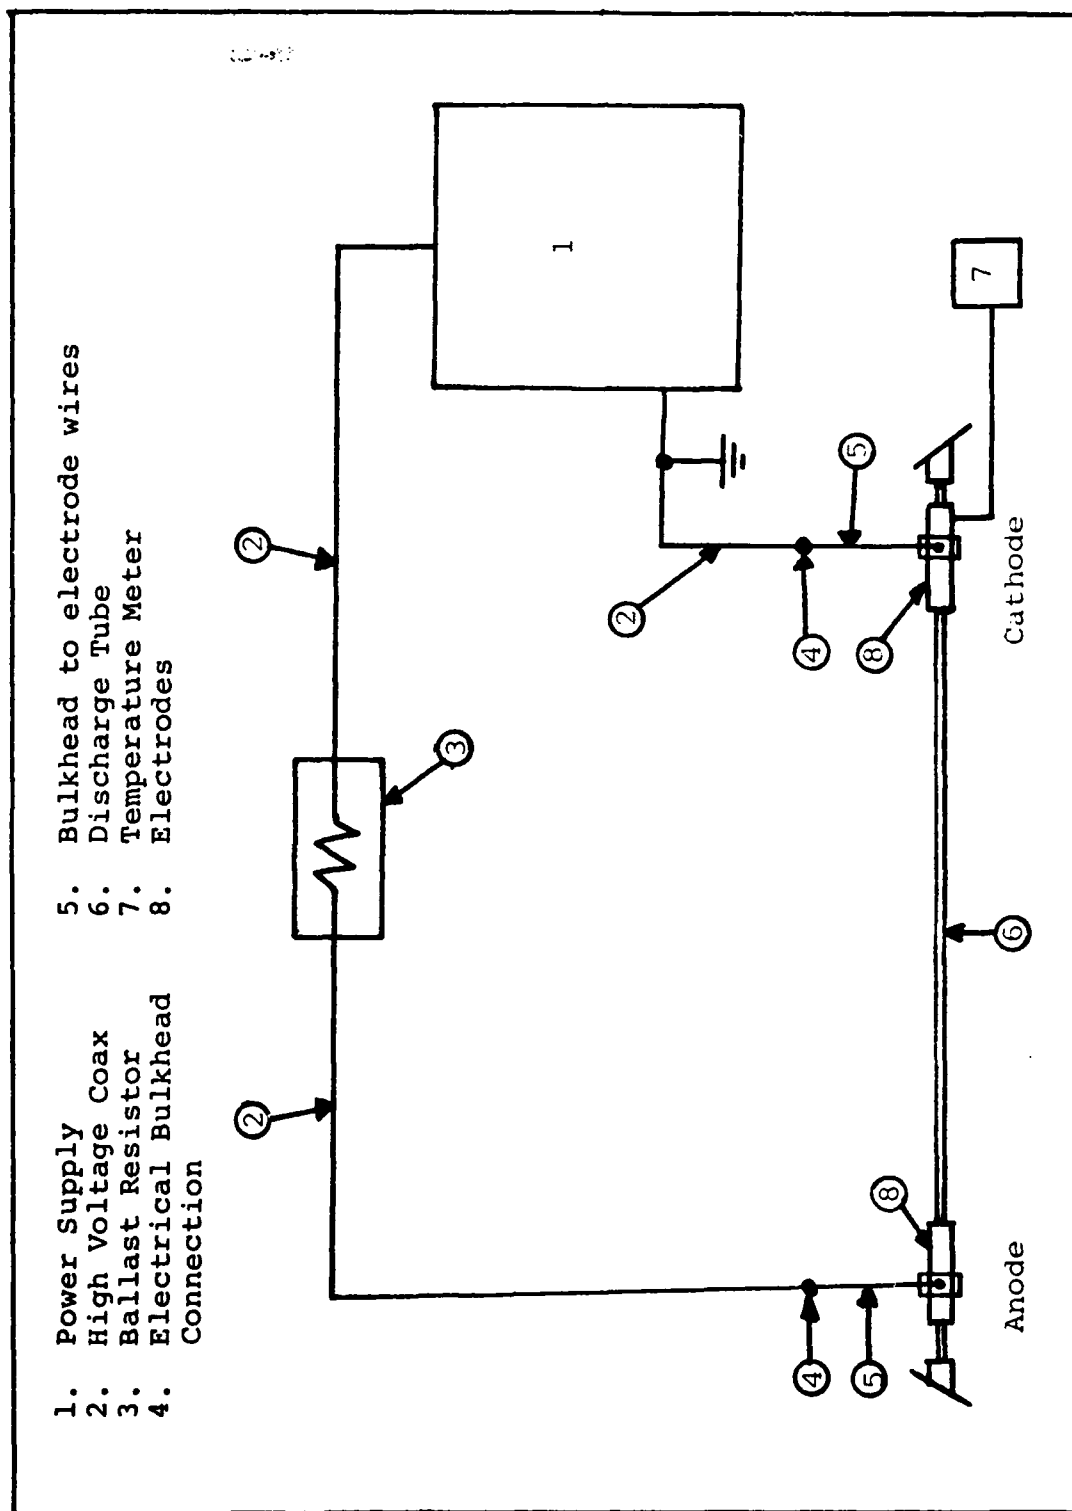 1. Power Supply
2. High Voltage Coax
3. Ballast Resistor
4. Electrical Bulkhead
Connection
5. Bulkhead to electrode wires
6. Discharge Tube
7. Temperature Meter
8. Electrodes
2
2
3
1
2
4
5
8
7
Cathode
6
8
4
5
Anode